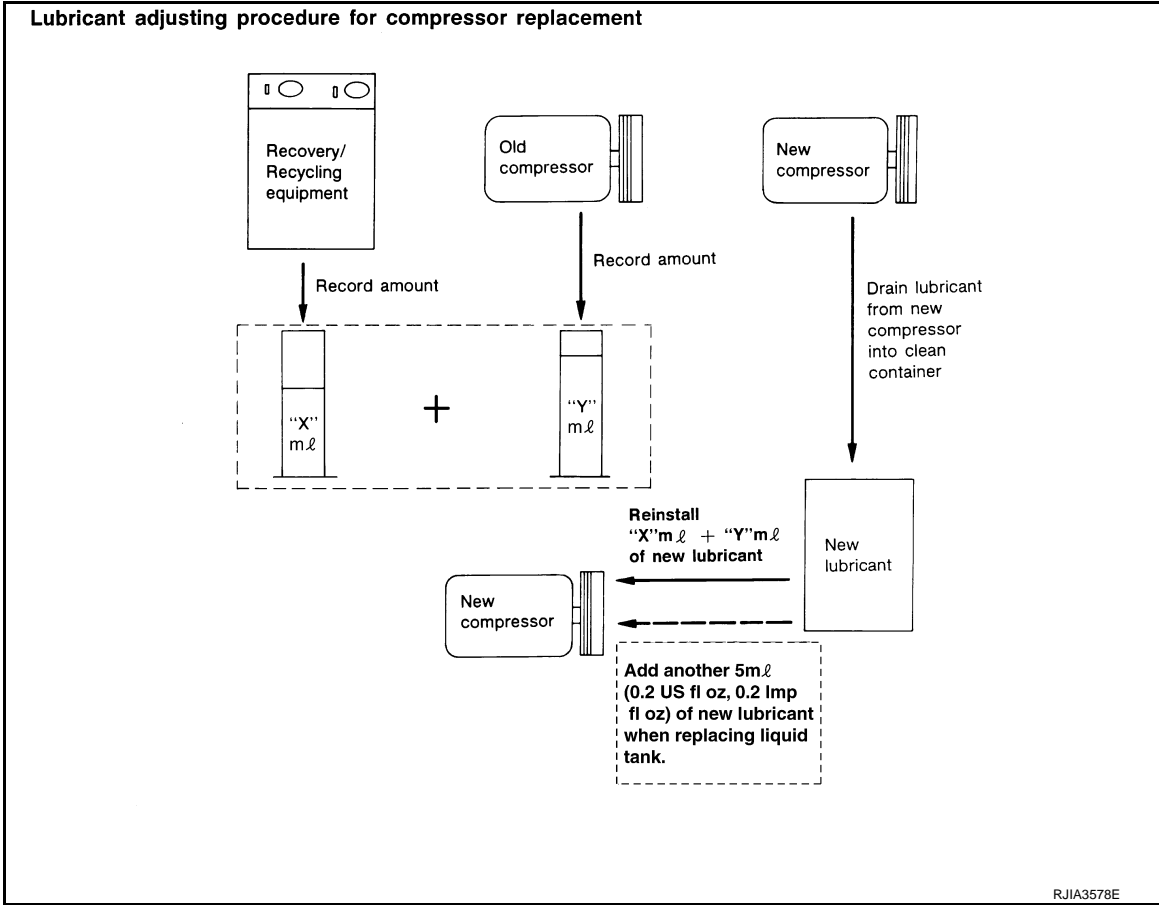 Lubricant adjusting procedure for compressor replacement
Recovery/
Recycling
equipment
Old
compressor
New
compressor
Record amount
Record amount
Drain lubricant
from new
compressor
into clean
container
“X”
mℓ
+
“Y”
mℓ
Reinstall
“X”mℓ + “Y”mℓ
of new lubricant
New
lubricant
New
compressor
Add another 5mℓ
(0.2 US fl oz, 0.2 Imp
fl oz) of new lubricant
when replacing liquid
tank.
RJIA3578E